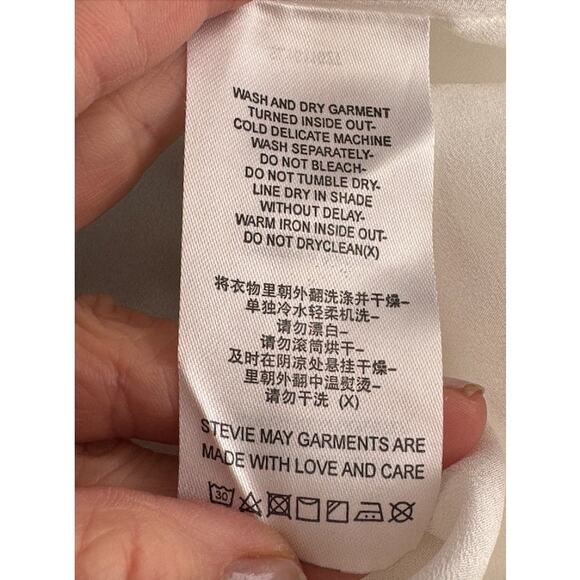 WASH AND DRY GARMENT
TURNED INSIDE OUT-
COLD DELICATE MACHINE
WASH SEPARATELY-
DO NOT BLEACH-
DO NOT TUMBLE DRY-
LINE DRY IN SHADE
WITHOUT DELAY-
WARM IRON INSIDE OUT-
DO NOT DRYCLEAN(X)
将衣物里朝外翻洗涤并干燥-
单独冷水轻柔机洗-
请勿漂白-
请勿滚筒烘干-
及时在阴凉处悬挂干燥-
里朝外翻中温熨烫-
请勿干洗 (X)
STEVIE MAY GARMENTS ARE
MADE WITH LOVE AND CARE
30